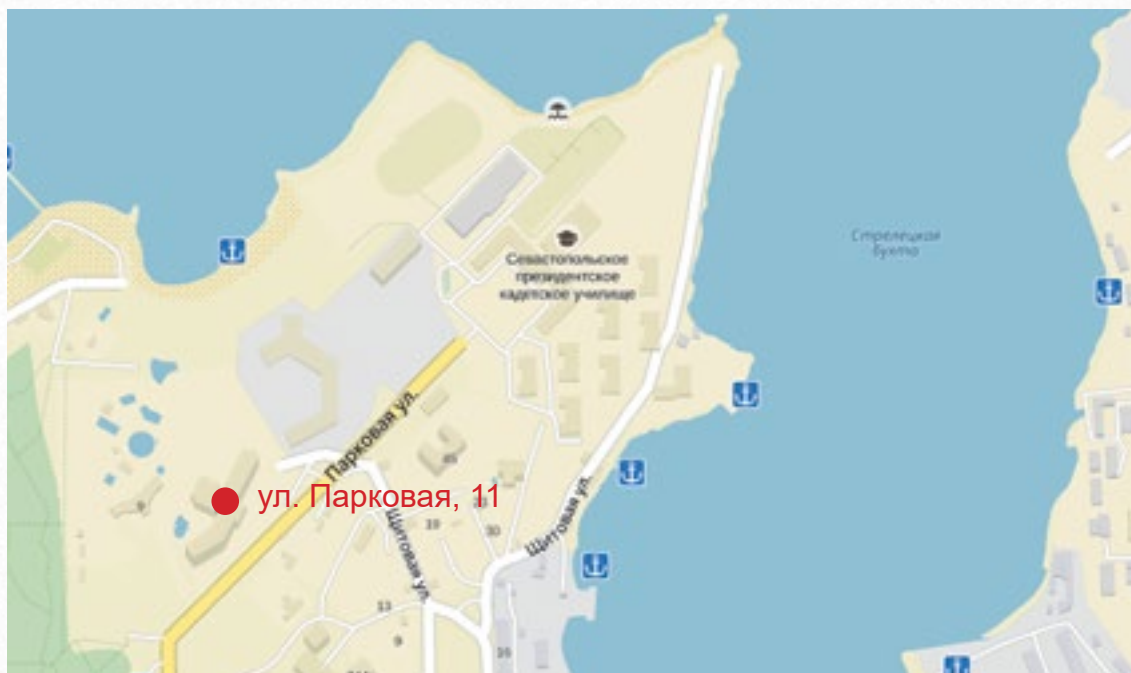 Стрелецкая
бухта
Севастопольское
президентское
кадетское училище
Парковая ул.
ул. Парковая, 11
Щитовая ул.
Щитовая ул.
19
30
13
9
16